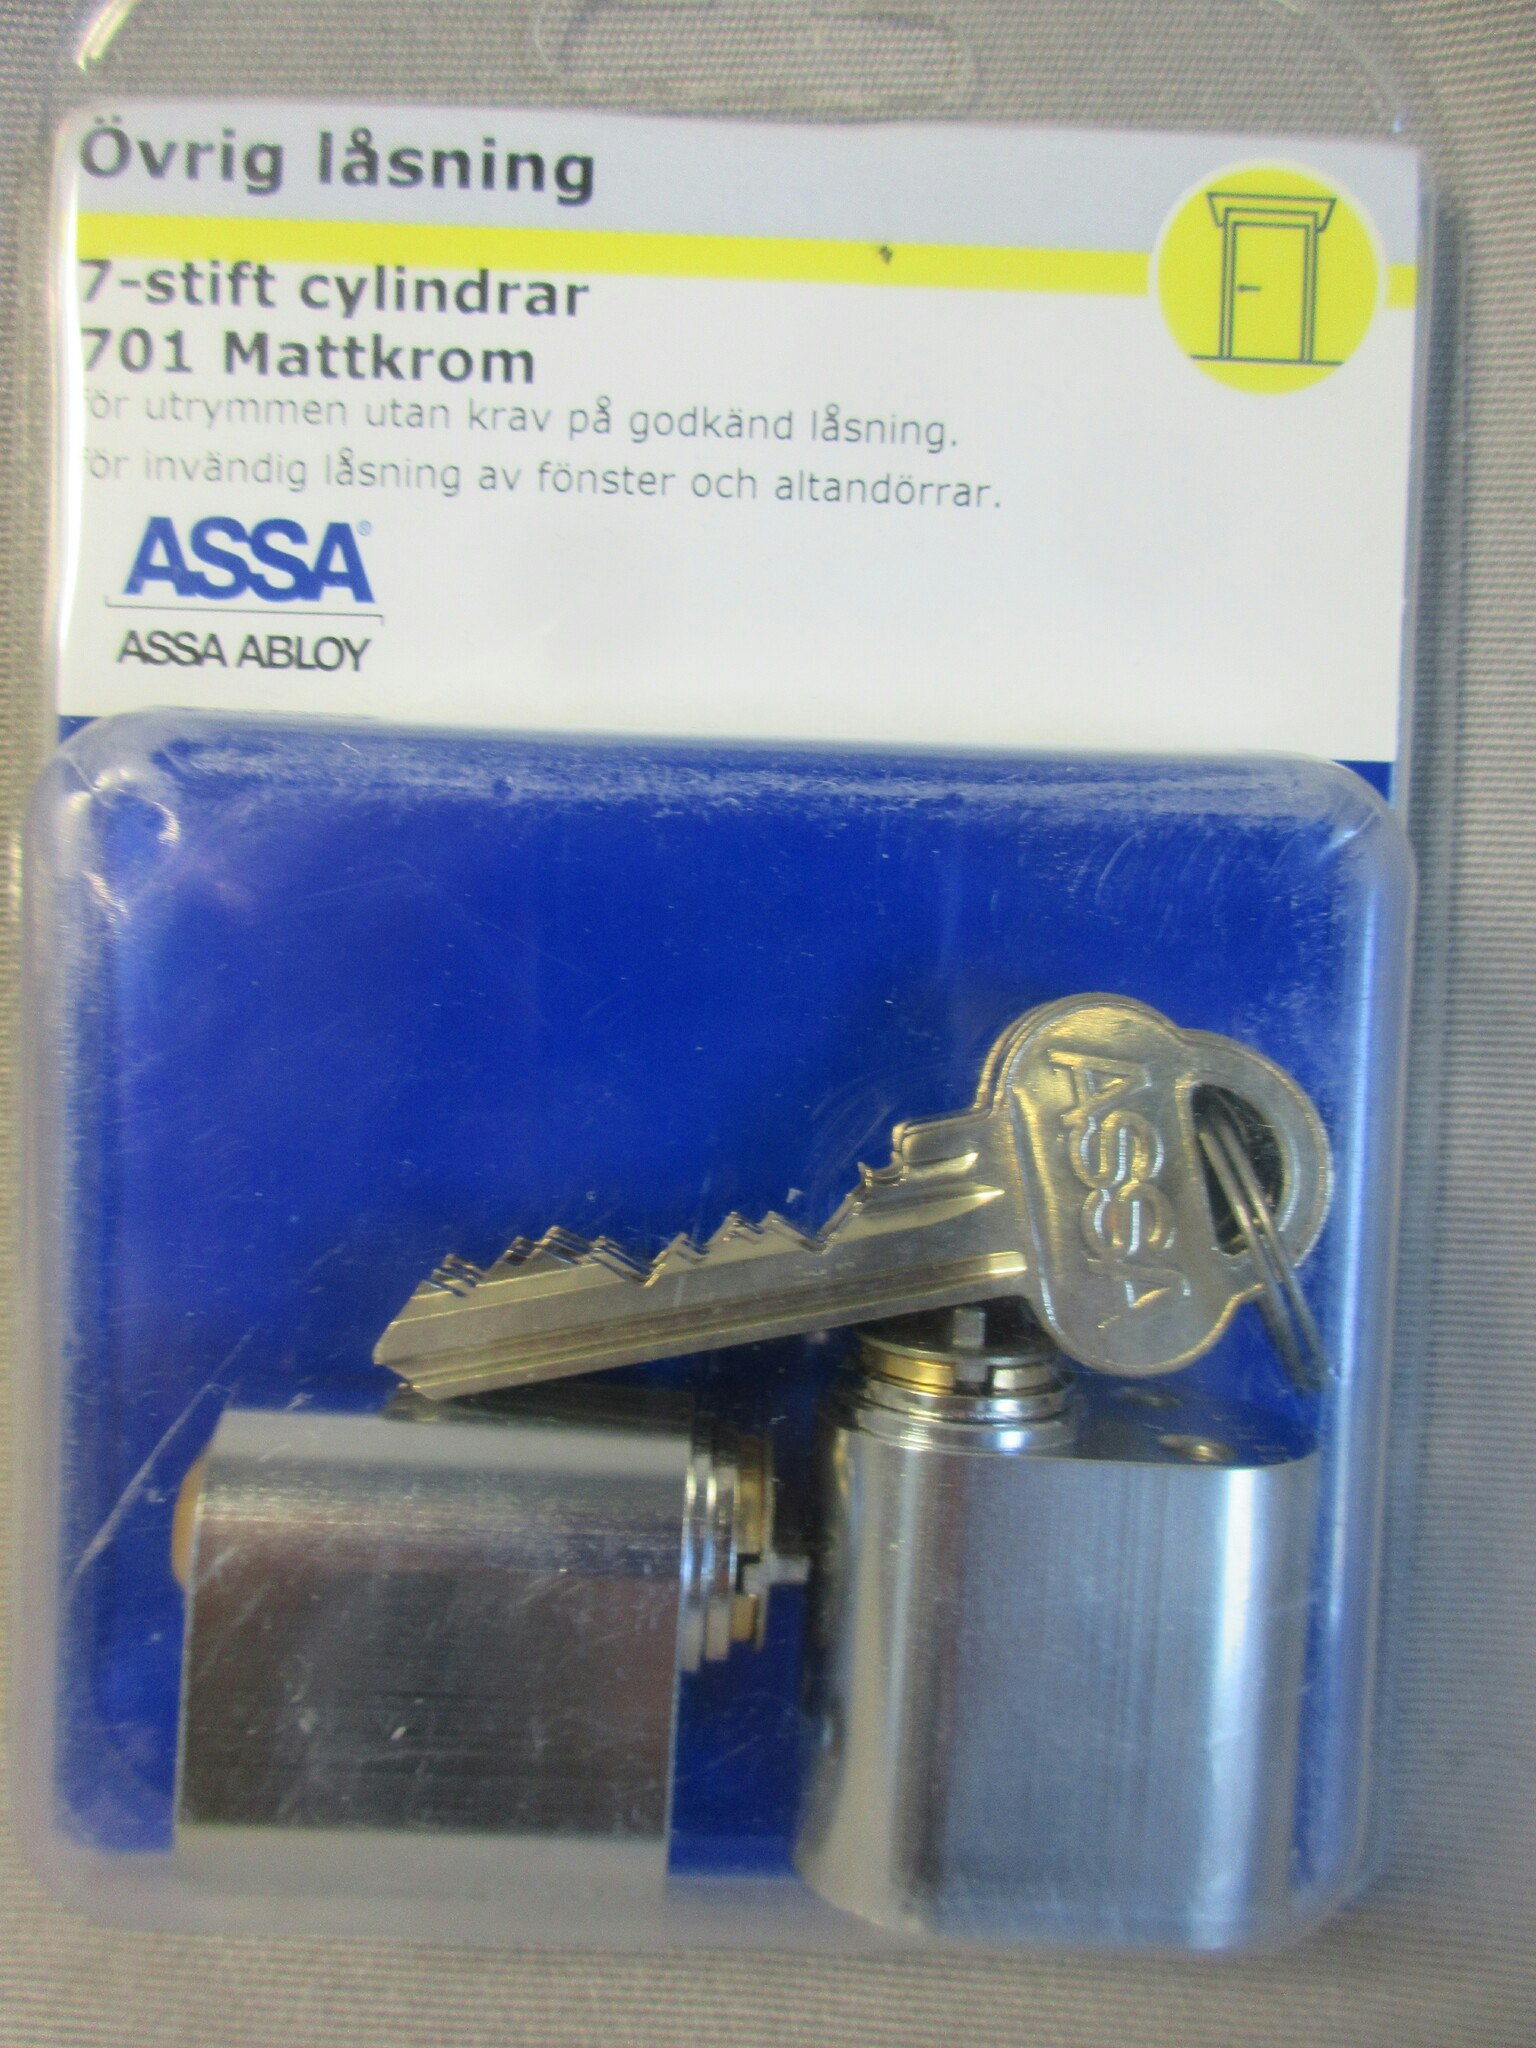 Övrig låsning
7-stift cylindrar
701 Mattkrom
för utrymmen utan krav på godkänd låsning.
för invändig låsning av fönster och altandörrar.
ASSA®
ASSA ABLOY
ASSA